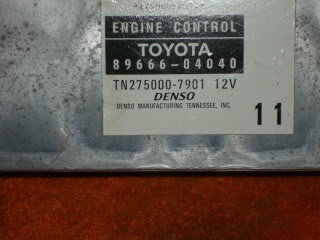 ENGINE CONTROL
TOYOTA
89666-04040
TN275000-7901 12V
DENSO
DENSO MANUFACTURING TENNESSEE, INC.
11